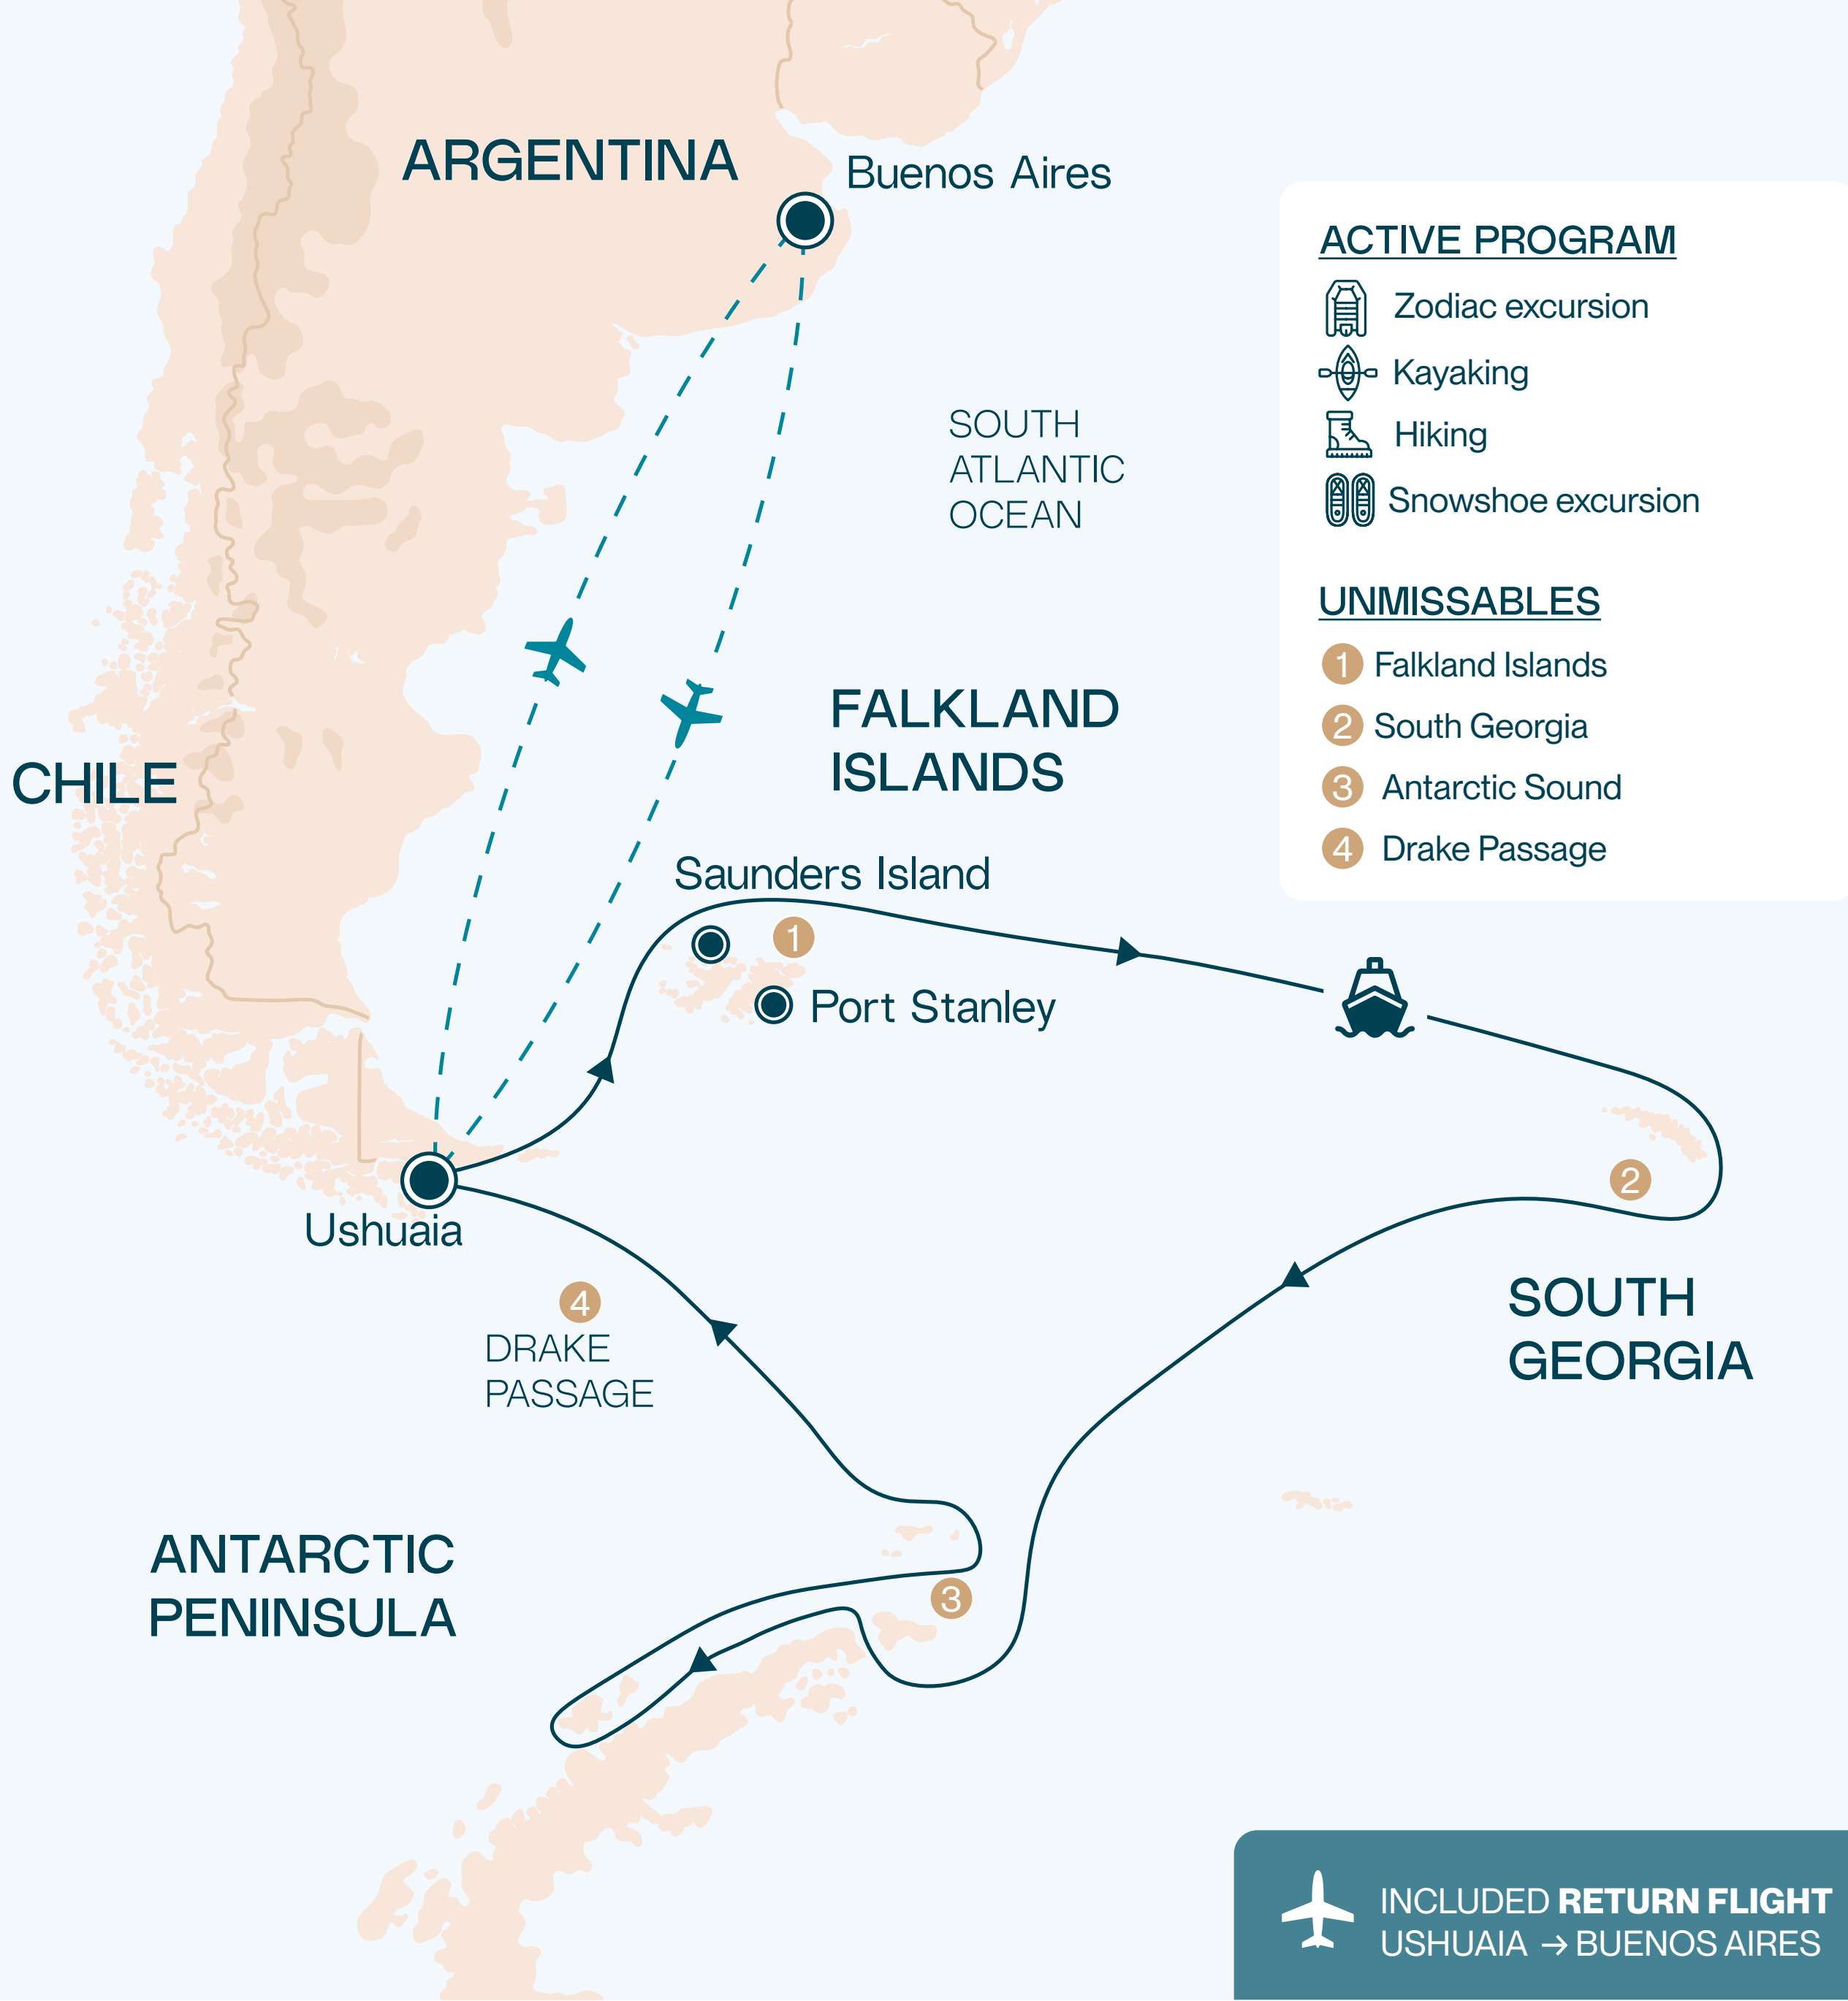 ARGENTINA
Buenos Aires
SOUTH
ATLANTIC
OCEAN
CHILE
FALKLAND
ISLANDS
Saunders Island
1
Port Stanley
Ushuaia
2
SOUTH
GEORGIA
4
DRAKE
PASSAGE
ANTARCTIC
PENINSULA
3
ACTIVE PROGRAM
Zodiac excursion
Kayaking
Hiking
Snowshoe excursion
UNMISSABLES
1 Falkland Islands
2 South Georgia
3 Antarctic Sound
4 Drake Passage
INCLUDED RETURN FLIGHT
USHUAIA → BUENOS AIRES